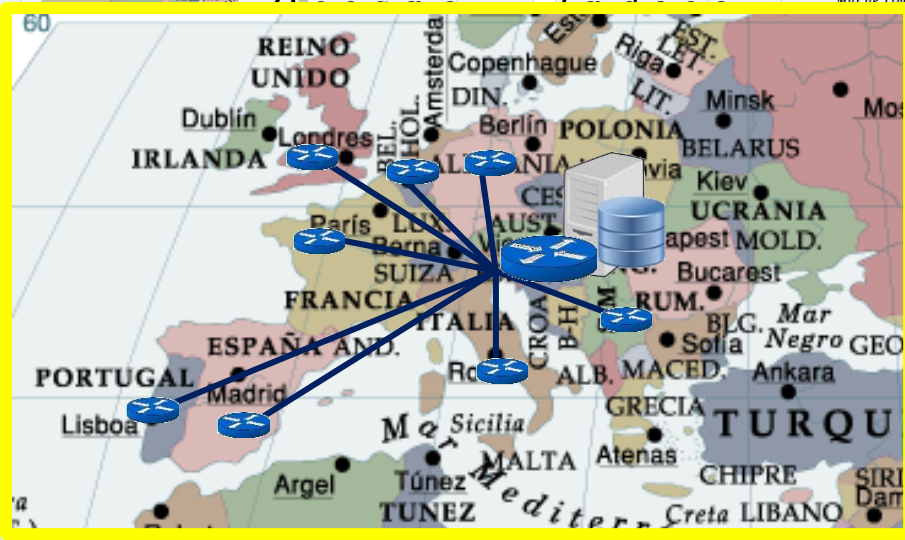 60
REINO
UNIDO
Dublín
IRLANDA
Londres
BEL.
HOL.
Amsterda
Copenhague
DIN.
Berlín
POLONIA
EST.
LET.
Riga
LIT.
Minsk
BELARUS
Mos
Kiev
UCRANIA
París
LUX.
Berna
SUIZA
AUST.
FRANCIA
ITALIA
CROA
B-H
MOLD.
Bucarest
RUM.
BLG.
Sofía
Mar
Negro
GEO
ESPAÑA
AND.
PORTUGAL
Madrid
Lisboa
ALB.
MACED.
Ankara
GRECIA
TURQU
Sicilia
MALTA
Atenas
CHIPRE
SIRI
Dam
Argel
Túnez
TUNEZ
Mar Mediterr
Creta
LIBANO